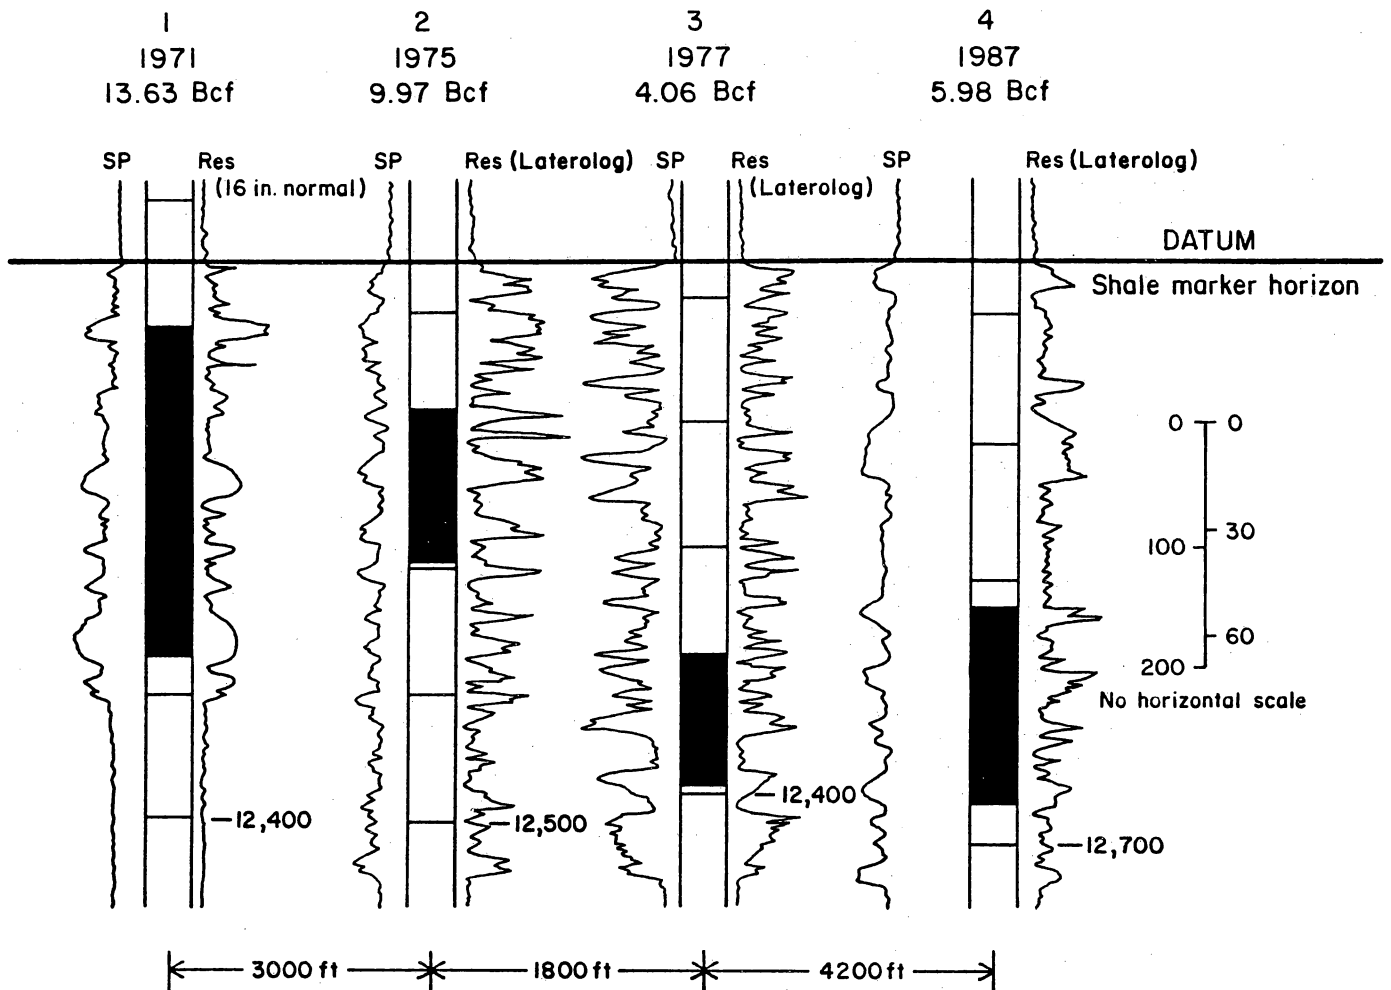 1 2 3 4
1971 1975 1977 1987
13.63 Bcf 9.97 Bcf 4.06 Bcf 5.98 Bcf
SP Res SP Res (Laterolog) SP Res SP Res (Laterolog)
(16 in. normal) (Laterolog)
DATUM
Shale marker horizon
0 0
30
100
60
200
No horizontal scale
12,400
12,400 12,500
12,700
3000 ft 1800 ft 4200 ft